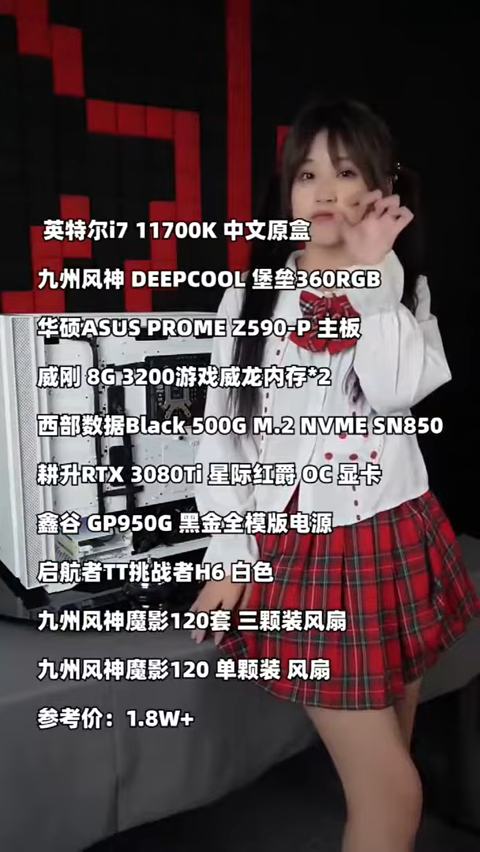 英特尔i7 11700K 中文原盒
九州风神 DEEPCOOL 堡垒360RGB
华硕ASUS PROME Z590-P 主板
威刚 8G 3200游戏威龙内存*2
西部数据Black 500G M.2 NVME SN850
耕升RTX 3080Ti 星际红爵 OC 显卡
鑫谷 GP950G 黑金全模版电源
启航者TT挑战者H6 白色
九州风神魔影120套 三颗装风扇
九州风神魔影120 单颗装 风扇
参考价：1.8W+